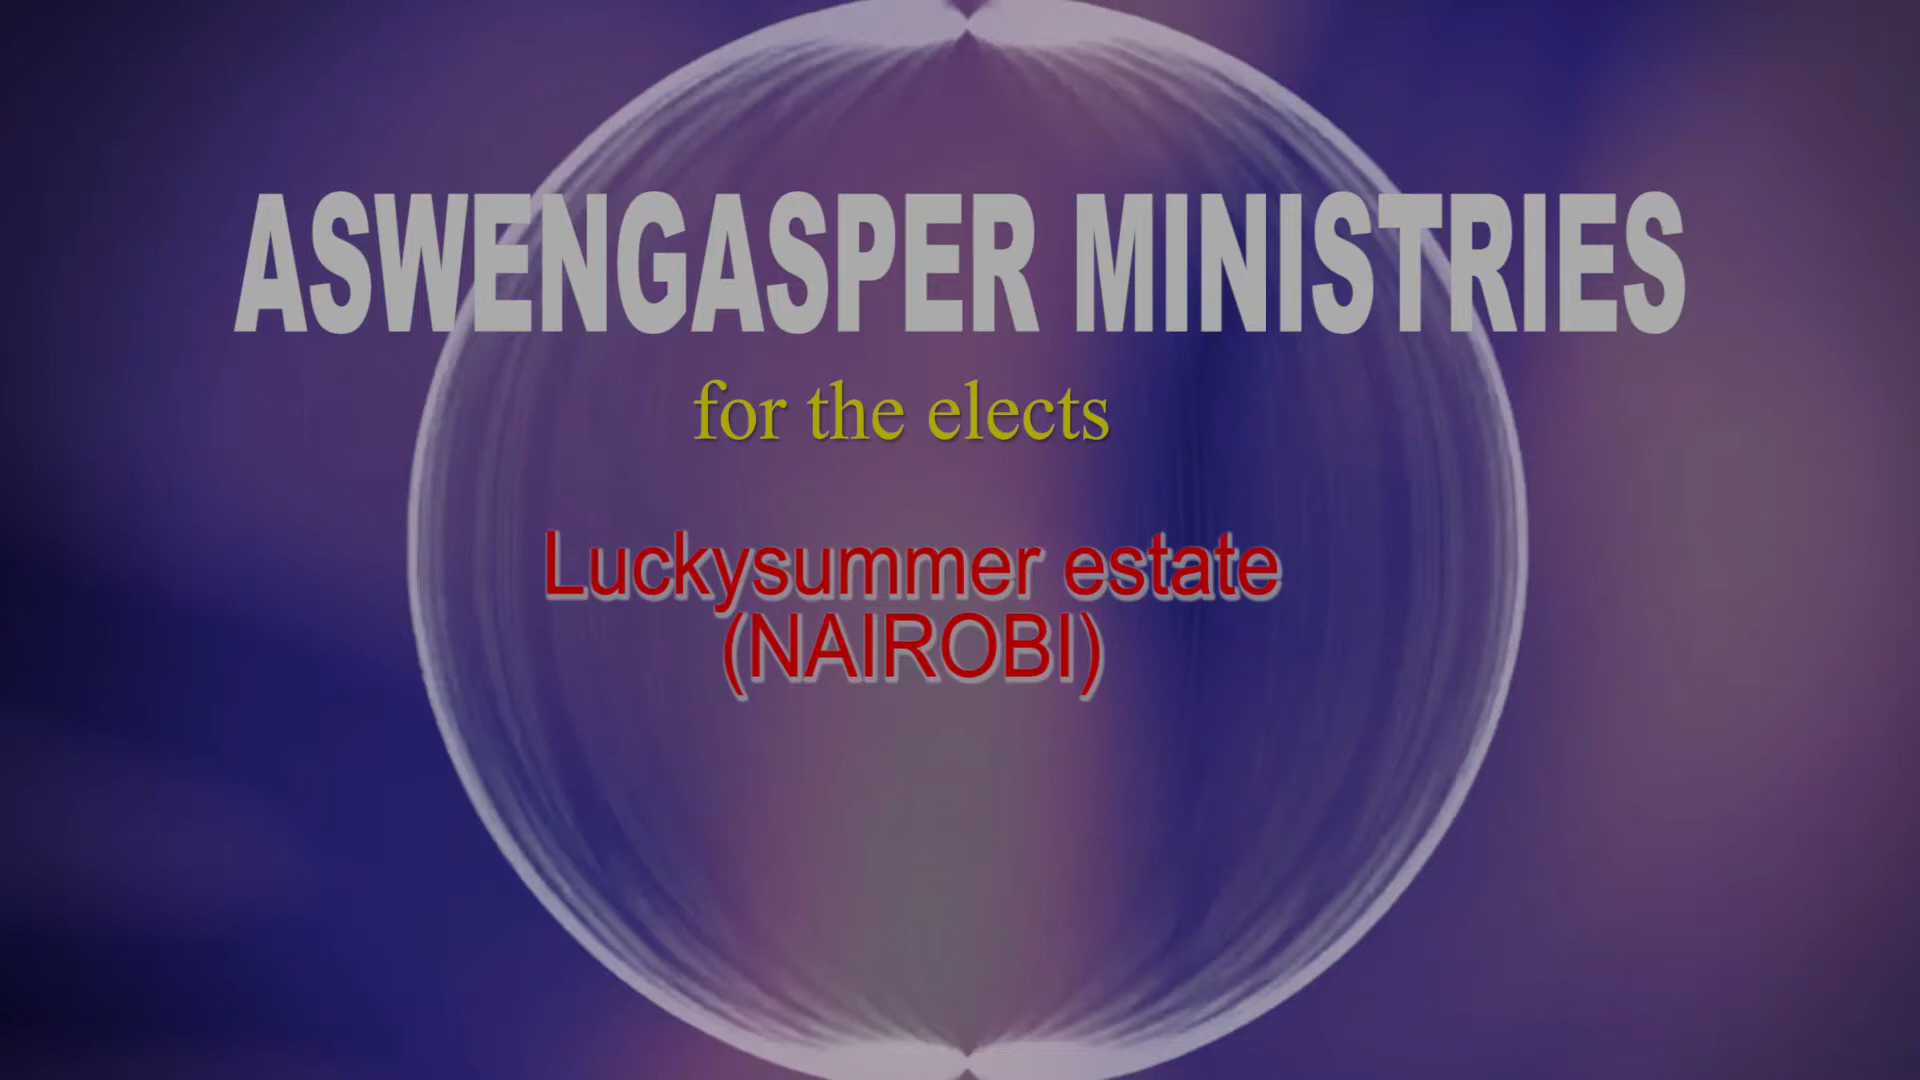 ASWENGASPER MINISTRIES
for the elects
Luckysummer estate
(NAIROBI)